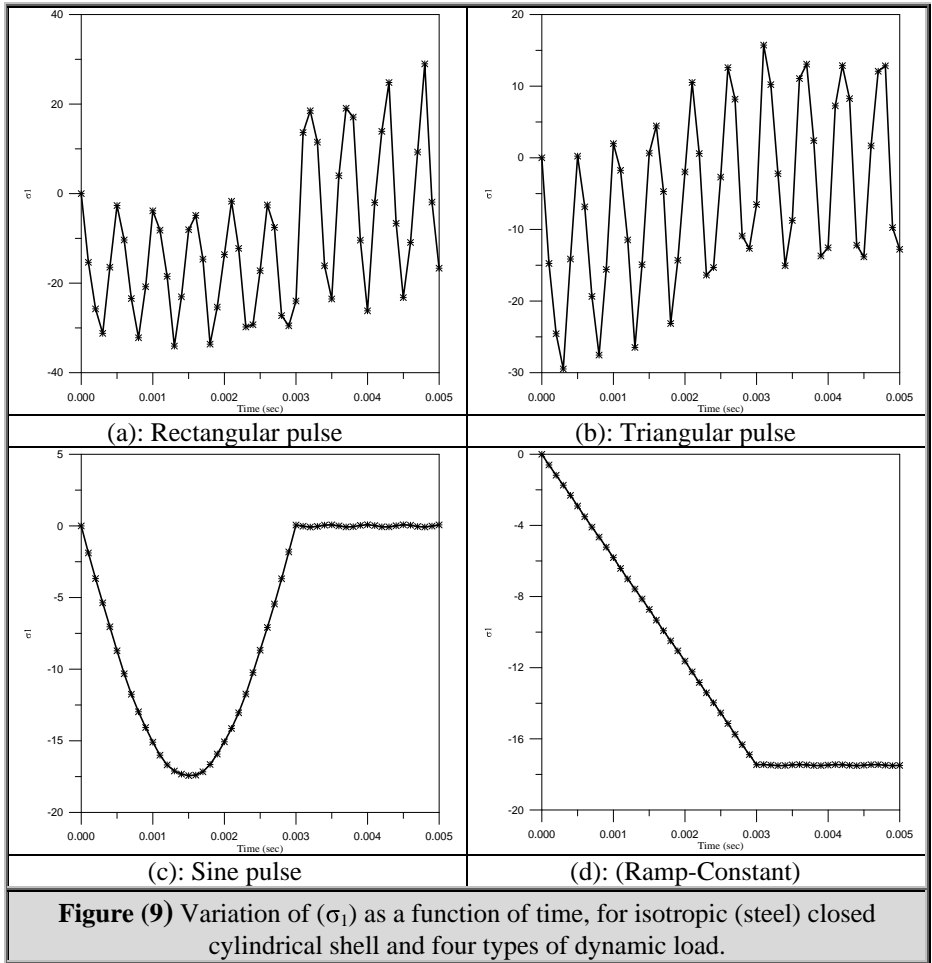 40
20
0
-20
-40
σ1
0.000 0.001 0.002 0.003 0.004 0.005
Time (sec)
(a): Rectangular pulse
20
10
0
-10
-20
-30
σ1
0.000 0.001 0.002 0.003 0.004 0.005
Time (sec)
(b): Triangular pulse
5
0
-5
-10
-15
-20
σ1
0.000 0.001 0.002 0.003 0.004 0.005
Time (sec)
(c): Sine pulse
0
-4
-8
-12
-16
-20
σ1
0.000 0.001 0.002 0.003 0.004 0.005
Time (sec)
(d): (Ramp-Constant)
Figure (9) Variation of (σ₁) as a function of time, for isotropic (steel) closed
cylindrical shell and four types of dynamic load.